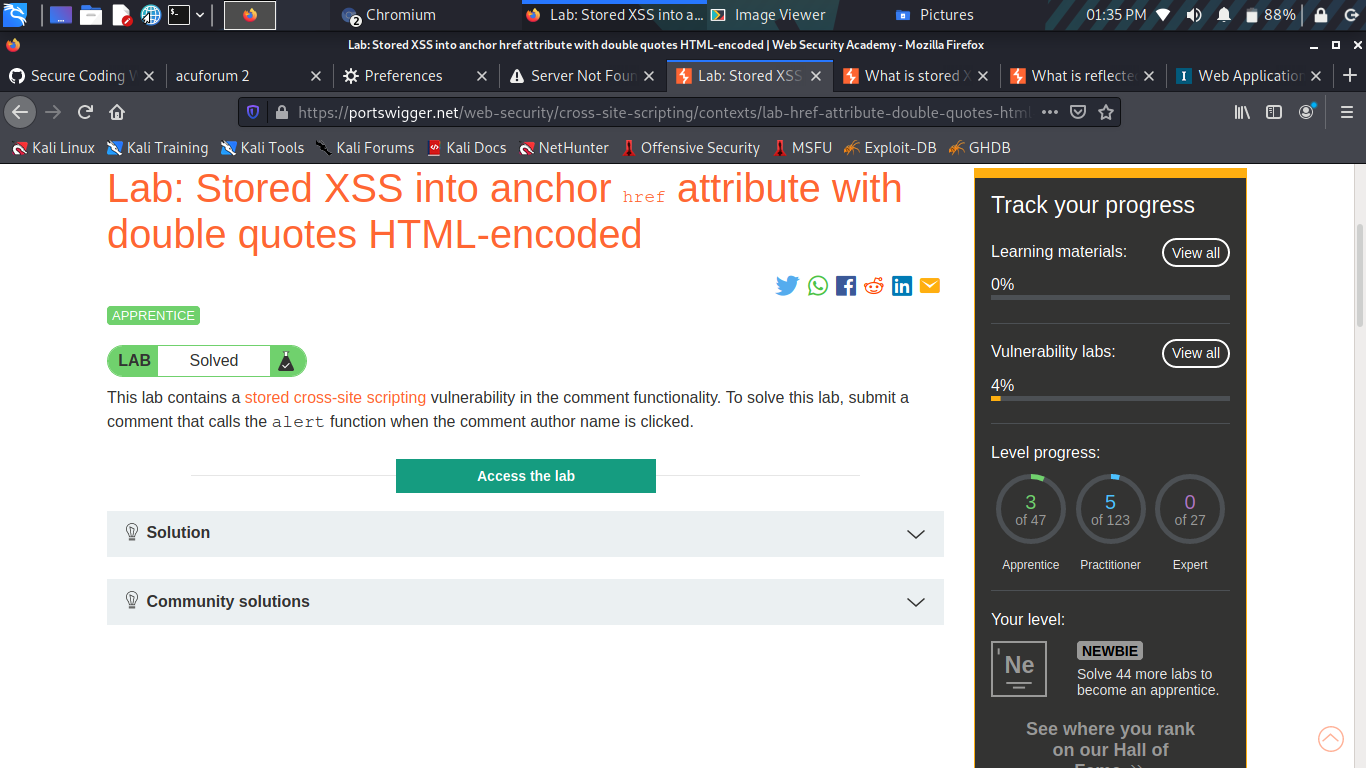 2 Chromium
Lab: Stored XSS into a...
Image Viewer
Pictures
01:35 PM
88%
Lab: Stored XSS into anchor href attribute with double quotes HTML-encoded | Web Security Academy - Mozilla Firefox
Secure Coding
acuforum 2
Preferences
Server Not Foun
Lab: Stored XSS
What is stored X
What is reflecte
Web Application
https://portswigger.net/web-security/cross-site-scripting/contexts/lab-href-attribute-double-quotes-html
Kali Linux
Kali Training
Kali Tools
Kali Forums
Kali Docs
NetHunter
Offensive Security
MSFU
Exploit-DB
GHDB
Lab: Stored XSS into anchor href attribute with
double quotes HTML-encoded
APPRENTICE
LAB Solved
This lab contains a stored cross-site scripting vulnerability in the comment functionality. To solve this lab, submit a
comment that calls the alert function when the comment author name is clicked.
Access the lab
Solution
Community solutions
Track your progress
Learning materials:
View all
0%
Vulnerability labs:
View all
4%
Level progress:
3
of 47
5
of 123
0
of 27
Apprentice
Practitioner
Expert
Your level:
Ne
NEWBIE
Solve 44 more labs to
become an apprentice.
See where you rank
on our Hall of
Fame